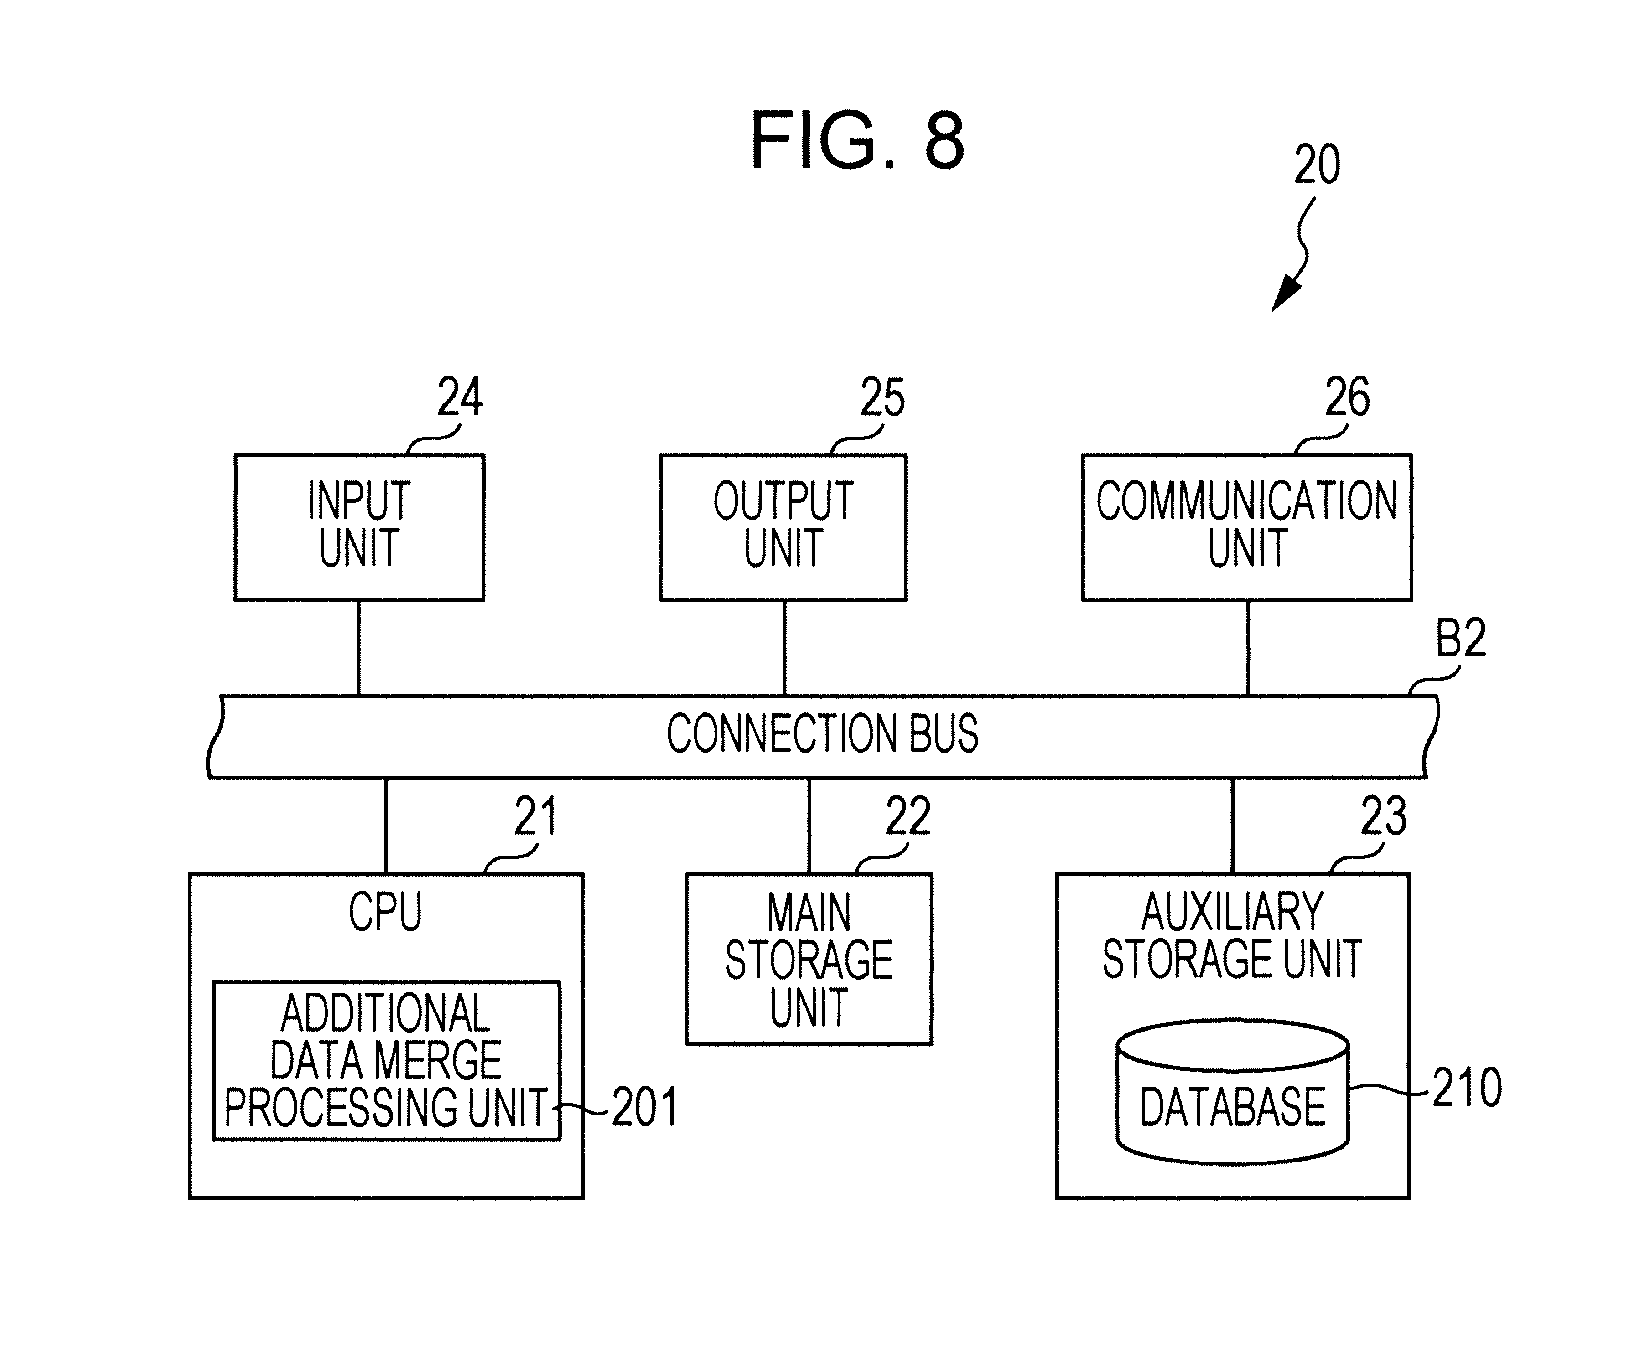 FIG. 8
20
24
25
26
INPUT
UNIT
OUTPUT
UNIT
COMMUNICATION
UNIT
B2
CONNECTION BUS
21
22
23
CPU
ADDITIONAL
DATA MERGE
PROCESSING UNIT
201
MAIN
STORAGE
UNIT
AUXILIARY
STORAGE UNIT
DATABASE
210